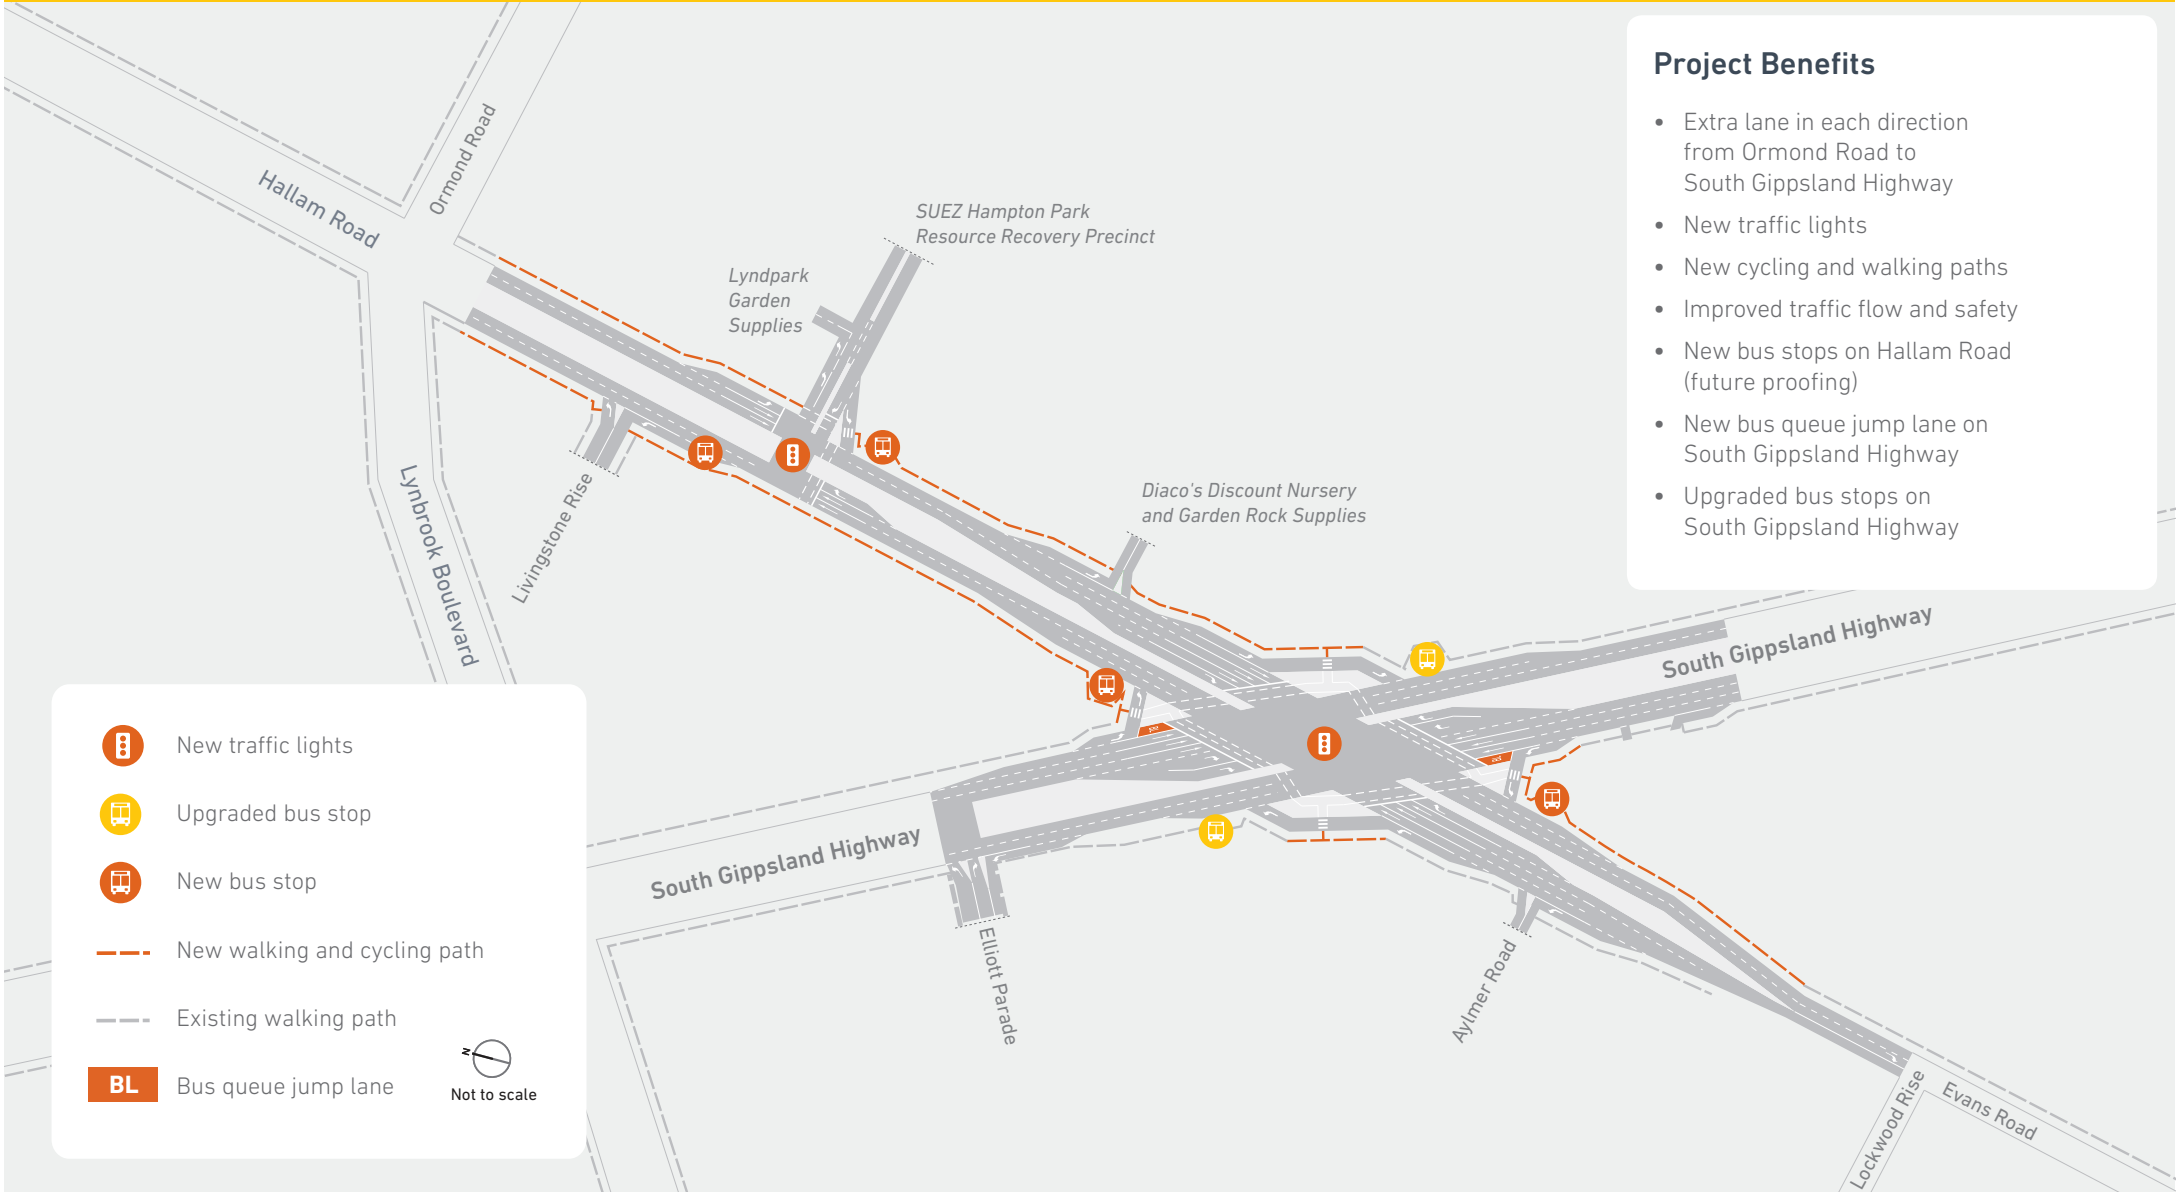 Project Benefits
• Extra lane in each direction
from Ormond Road to
South Gippsland Highway
• New traffic lights
• New cycling and walking paths
• Improved traffic flow and safety
• New bus stops on Hallam Road
(future proofing)
• New bus queue jump lane on
South Gippsland Highway
• Upgraded bus stops on
South Gippsland Highway
Hallam Road
Ormond Road
SUEZ Hampton Park
Resource Recovery Precinct
Lyndpark
Garden
Supplies
Diaco's Discount Nursery
and Garden Rock Supplies
Lynbrook Boulevard
Livingstone Rise
South Gippsland Highway
South Gippsland Highway
Elliott Parade
Aylmer Road
Lockwood Rise
Evans Road
New traffic lights
Upgraded bus stop
New bus stop
New walking and cycling path
Existing walking path
BL Bus queue jump lane
N
Not to scale